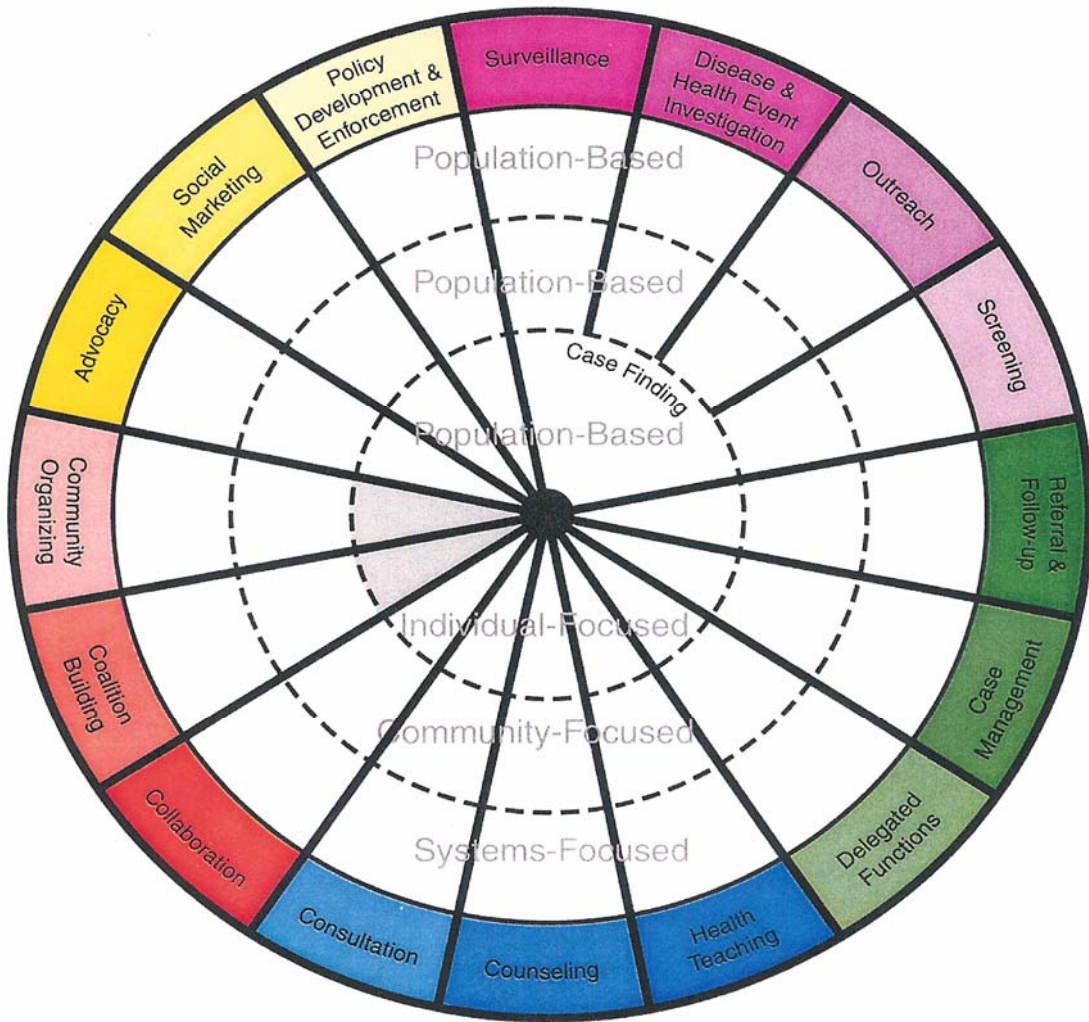 Surveillance
Disease &
Health Event
Investigation
Outreach
Screening
Referral &
Follow-up
Case
Management
Delegated
Functions
Health
Teaching
Counseling
Consultation
Collaboration
Coalition
Building
Community
Organizing
Advocacy
Social
Marketing
Policy
Development &
Enforcement
Population-Based
Population-Based
Case Finding
Population-Based
Individual-Focused
Community-Focused
Systems-Focused